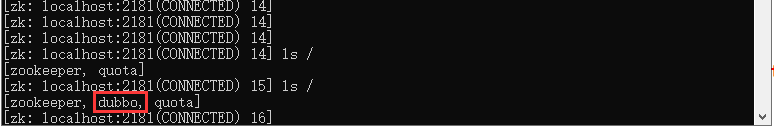 [zk: localhost:2181(CONNECTED) 14]
[zk: localhost:2181(CONNECTED) 14]
[zk: localhost:2181(CONNECTED) 14]
[zk: localhost:2181(CONNECTED) 14] ls /
[zookeeper, quota]
[zk: localhost:2181(CONNECTED) 15] ls /
[zookeeper, dubbo, quota]
[zk: localhost:2181(CONNECTED) 16]